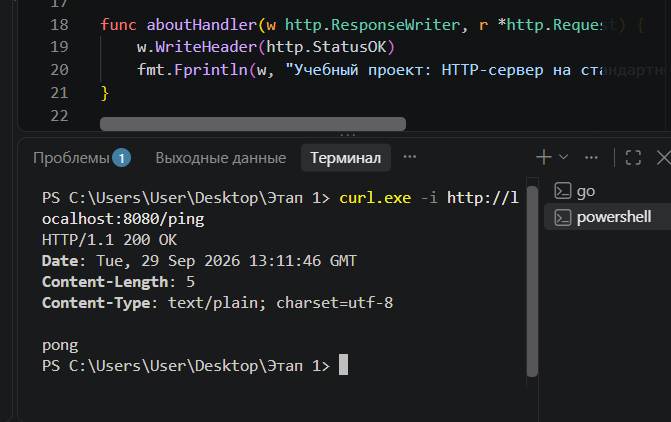 17
18 func aboutHandler(w http.ResponseWriter, r *http.Request) {
19 w.WriteHeader(http.StatusOK)
20 fmt.Fprintln(w, "Учебный проект: HTTP-сервер на стандартн
21 }
22
Проблемы 1 Выходные данные Терминал ...
go
powershell
PS C:\Users\User\Desktop\Этап 1> curl.exe -i http://l
ocalhost:8080/ping
HTTP/1.1 200 OK
Date: Tue, 29 Sep 2026 13:11:46 GMT
Content-Length: 5
Content-Type: text/plain; charset=utf-8
pong
PS C:\Users\User\Desktop\Этап 1>